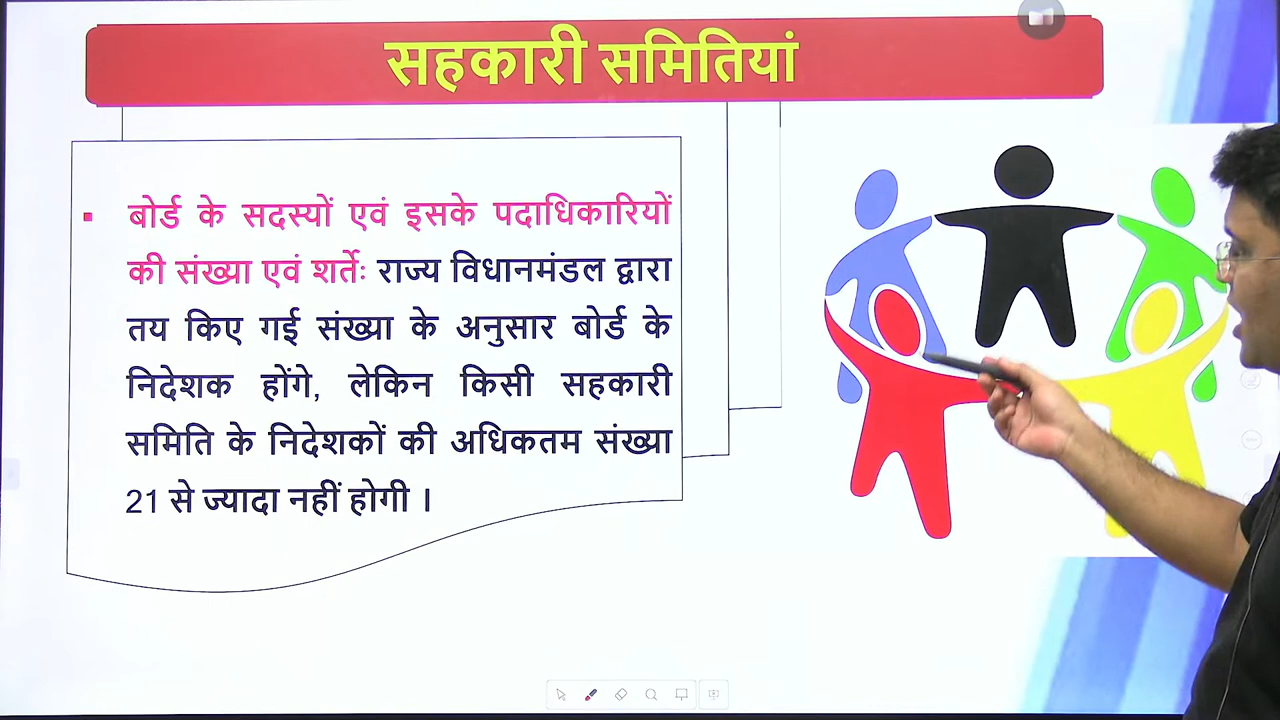 सहकारी समितियां
▪ बोर्ड के सदस्यों एवं इसके पदाधिकारियों
की संख्या एवं शर्तेः राज्य विधानमंडल द्वारा
तय किए गई संख्या के अनुसार बोर्ड के
निदेशक होंगे, लेकिन किसी सहकारी
समिति के निदेशकों की अधिकतम संख्या
21 से ज्यादा नहीं होगी ।